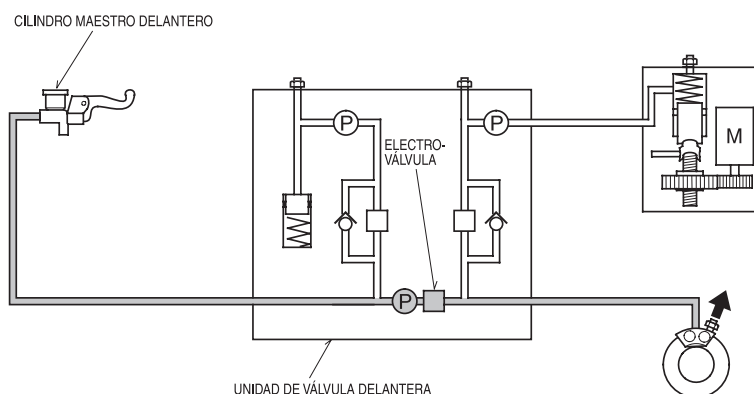 CILINDRO MAESTRO DELANTERO
P
P
ELECTRO-
VÁLVULA
M
P
UNIDAD DE VÁLVULA DELANTERA